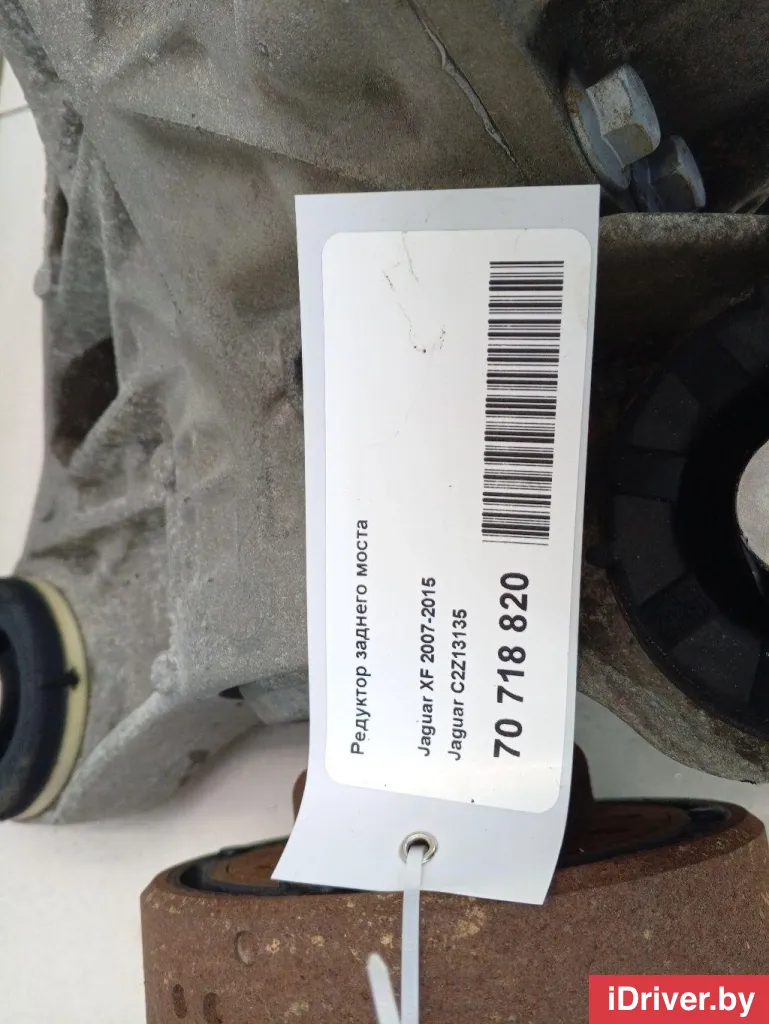 Редуктор заднего моста
Jaguar XF 2007-2015
Jaguar C2Z13135
70 718 820
iDriver.by